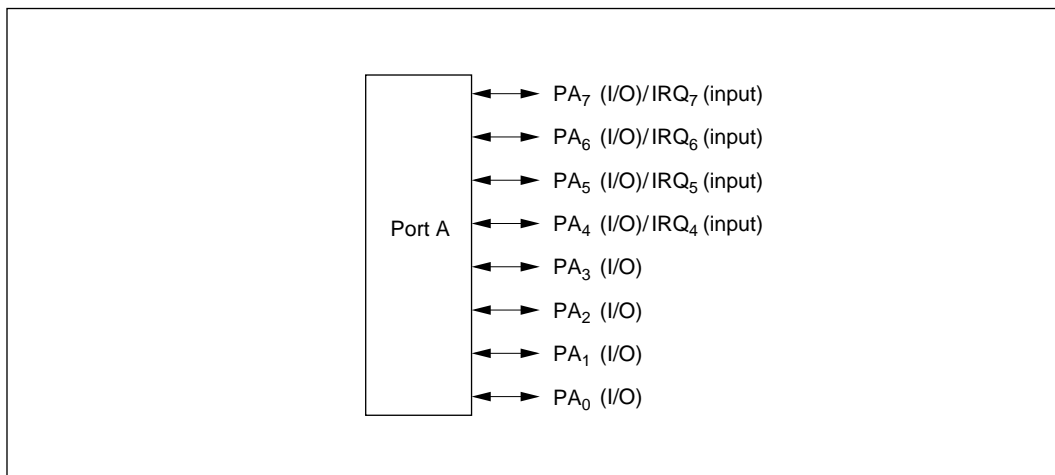 Port A
PA₇ (I/O)/IRQ₇ (input)
PA₆ (I/O)/IRQ₆ (input)
PA₅ (I/O)/IRQ₅ (input)
PA₄ (I/O)/IRQ₄ (input)
PA₃ (I/O)
PA₂ (I/O)
PA₁ (I/O)
PA₀ (I/O)